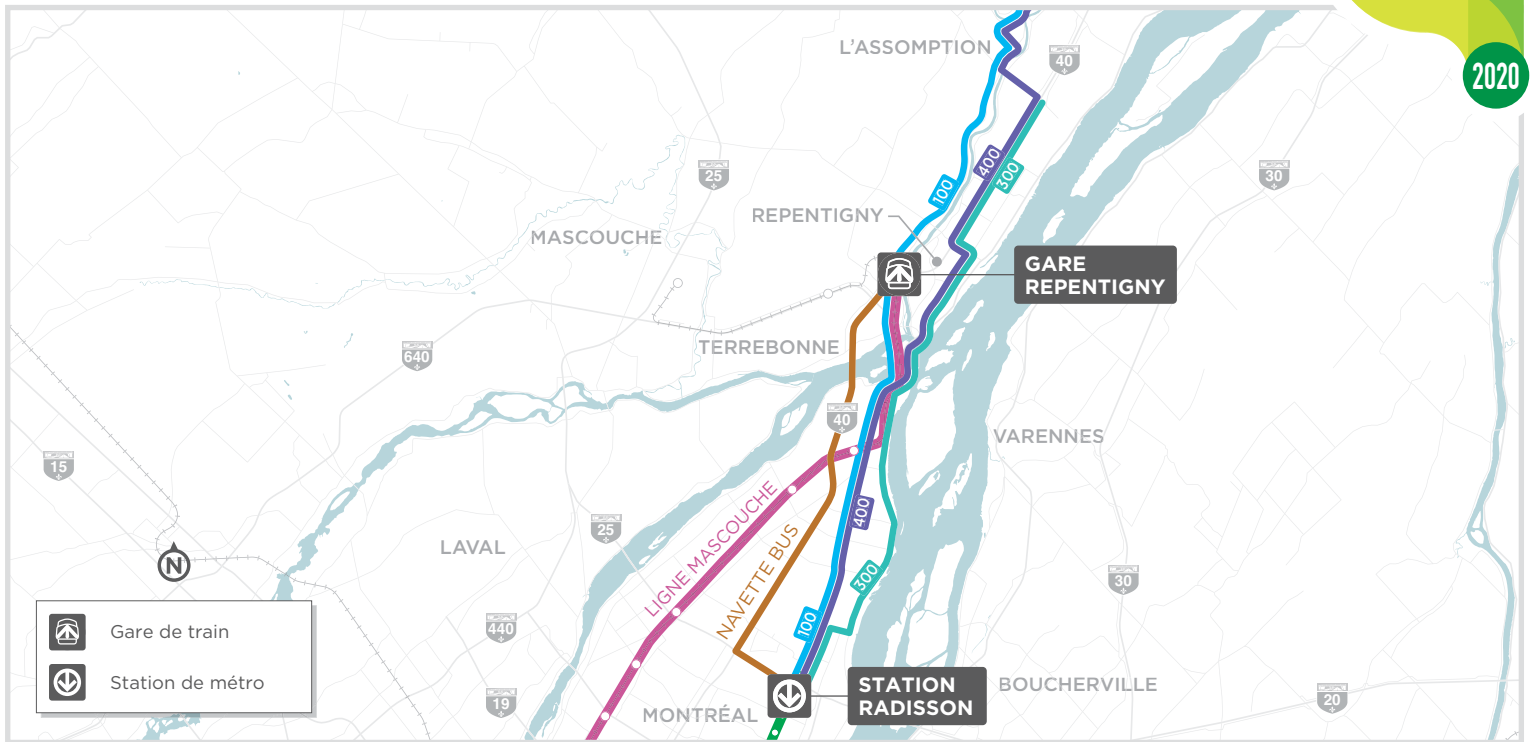 L'ASSOMPTION
40
2020
400
300
100
25
30
REPENTIGNY
MASCOUCHE
GARE
REPENTIGNY
TERREBONNE
640
40
VARENNES
15
LIGNE MASCOUCHE
NAVETTE BUS
400
25
LAVAL
N
300
30
100
440
Gare de train
Station de métro
STATION
RADISSON
BOUCHERVILLE
19
MONTRÉAL
20